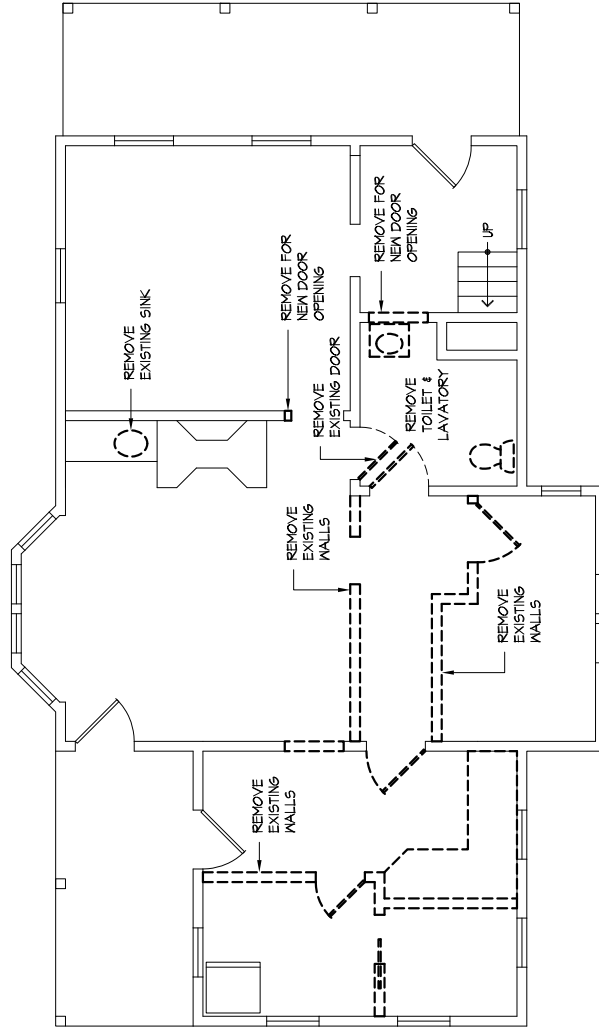 REMOVE
EXISTING SINK
REMOVE FOR
NEW DOOR
OPENING
REMOVE FOR
NEW DOOR
OPENING
UP
REMOVE
EXISTING DOOR
REMOVE
TOILET &
LAVATORY
REMOVE
EXISTING
WALLS
REMOVE
EXISTING
WALLS
REMOVE
EXISTING
WALLS